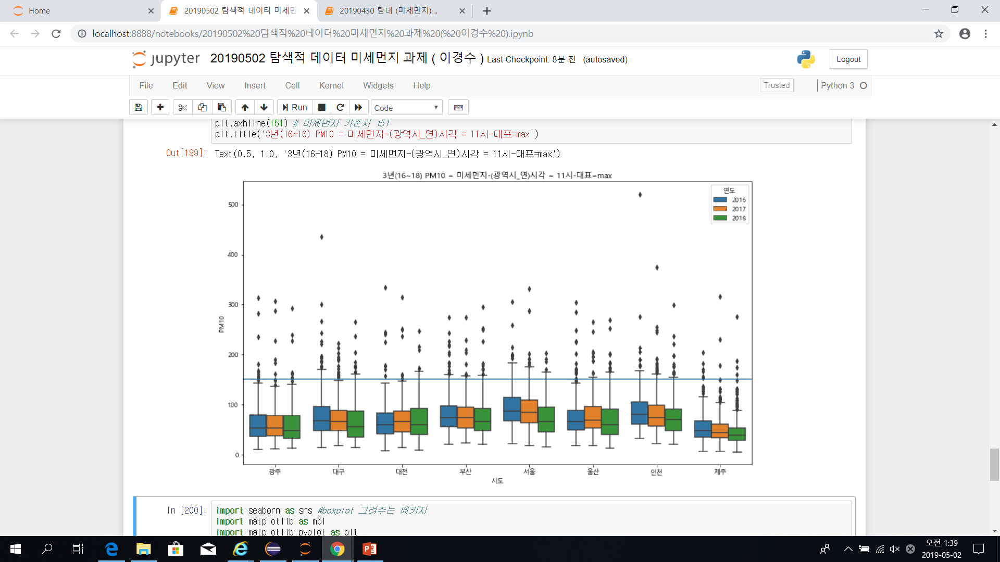 Home
20190502 탐색적 데이터 미세먼
20190430 탐데 (미세먼지) ..
localhost:8888/notebooks/20190502%20탐색적%20데이터%20미세먼지%20과제%20(%20이경수%20).ipynb
jupyter 20190502 탐색적 데이터 미세먼지 과제 ( 이경수 ) Last Checkpoint: 8분 전 (autosaved)
Logout
File Edit View Insert Cell Kernel Widgets Help
Trusted
Python 3
Run
Code
plt.axhline(151) # 미세먼지 기준치 151
plt.title('3년(16~18) PM10 = 미세먼지-(광역시_연)시각 = 11시-대표=max')
Out[199]: Text(0.5, 1.0, '3년(16~18) PM10 = 미세먼지-(광역시_연)시각 = 11시-대표=max')
3년(16~18) PM10 = 미세먼지-(광역시_연)시각 = 11시-대표=max
연도
2016
2017
2018
500
400
300
200
100
0
PM10
광주 대구 대전 부산 서울 울산 인천 제주
시도
In [200]: import seaborn as sns #boxplot 그려주는 페키지
import matplotlib as mpl
import matplotlib.pyplot as plt
오전 1:39
2019-05-02